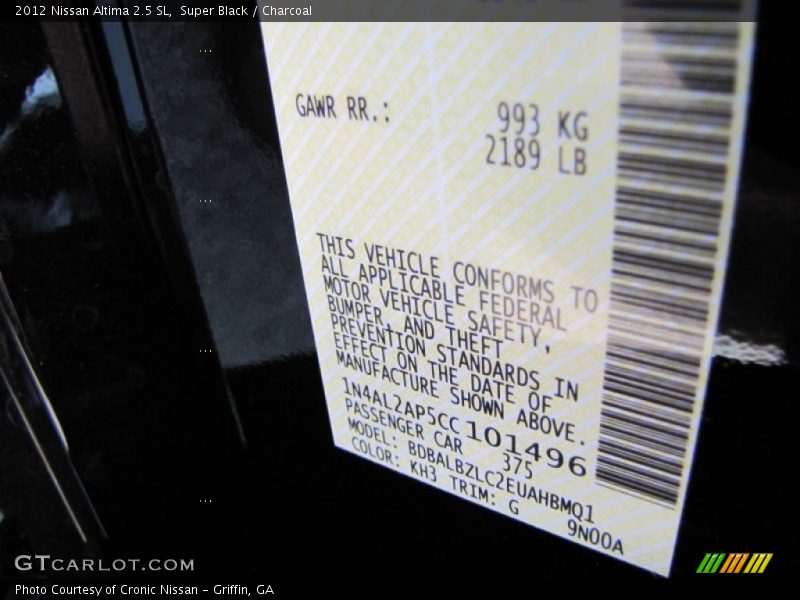 2012 Nissan Altima 2.5 SL, Super Black / Charcoal
GAWR RR.: 993 KG
2189 LB
THIS VEHICLE CONFORMS TO
ALL APPLICABLE FEDERAL
MOTOR VEHICLE SAFETY,
BUMPER, AND THEFT
PREVENTION STANDARDS IN
EFFECT ON THE DATE OF
MANUFACTURE SHOWN ABOVE.
1N4AL2AP5CC101496
PASSENGER CAR 375
MODEL: BDBALBZLC2EUAHBMQ1
COLOR: KH3 TRIM: G 9N00A
GTCARLOT.COM
Photo Courtesy of Cronic Nissan - Griffin, GA